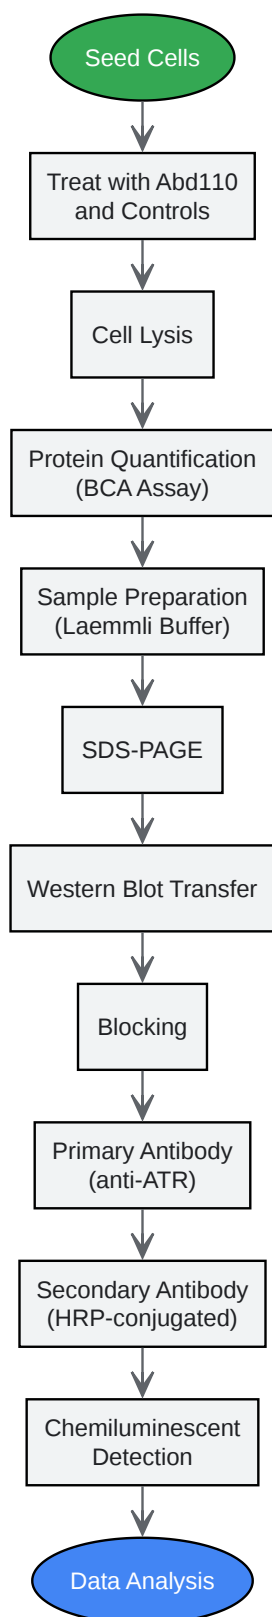 Seed Cells
Treat with Abd110
and Controls
Cell Lysis
Protein Quantification
(BCA Assay)
Sample Preparation
(Laemmli Buffer)
SDS-PAGE
Western Blot Transfer
Blocking
Primary Antibody
(anti-ATR)
Secondary Antibody
(HRP-conjugated)
Chemiluminescent
Detection
Data Analysis